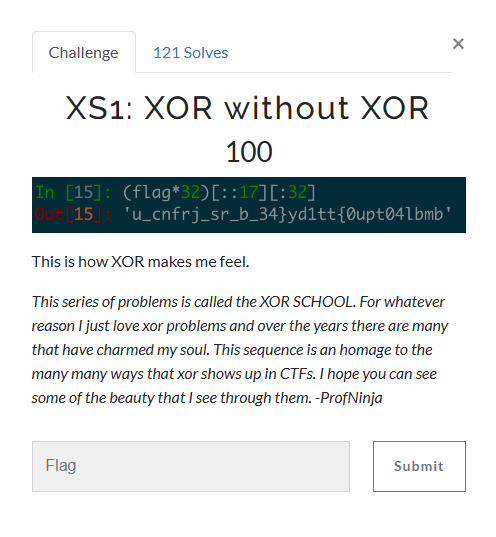 Challenge
121 Solves
×
XS1: XOR without XOR
100
In [15]: (flag*32)[::17][:32]
Out[15]: 'u_cnfrj_sr_b_34}yd1tt{0upt04lbmb'
This is how XOR makes me feel.
This series of problems is called the XOR SCHOOL. For whatever
reason I just love xor problems and over the years there are many
that have charmed my soul. This sequence is an homage to the
many many ways that xor shows up in CTFs. I hope you can see
some of the beauty that I see through them. -ProfNinja
Flag
Submit